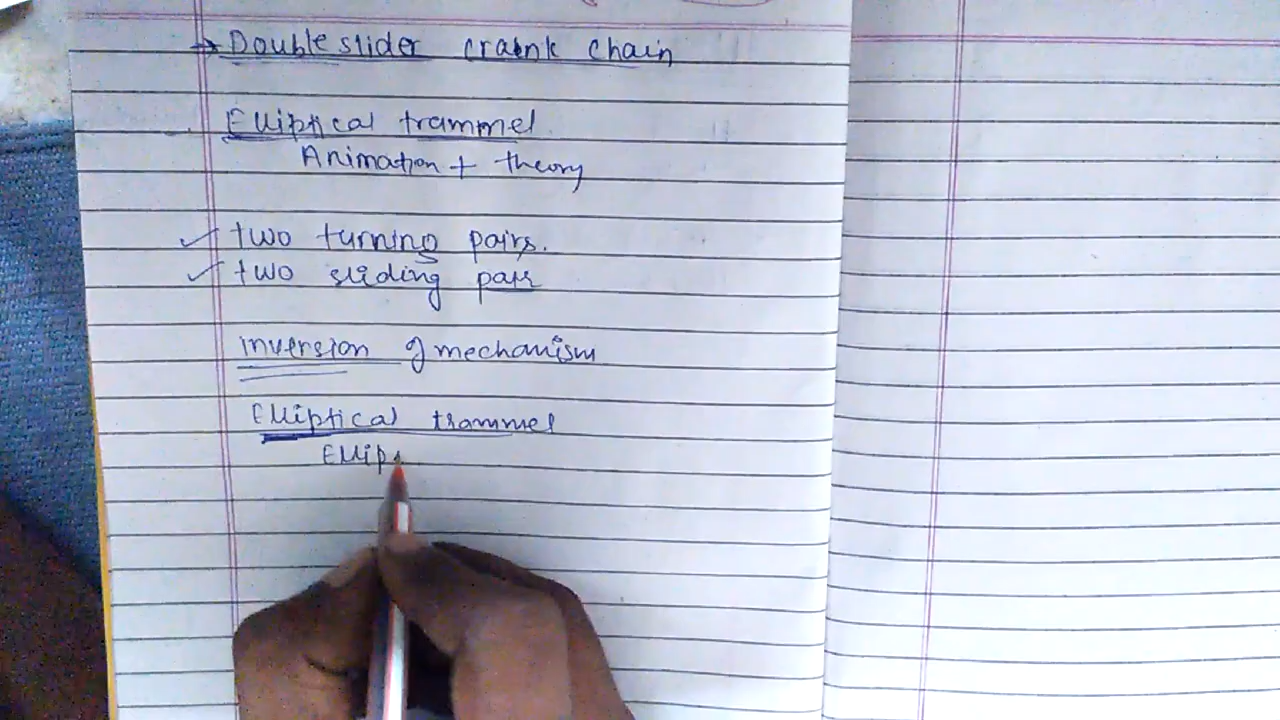 → Double slider crank chain
Elliptical trammel
Animation + theory
✓ two turning pairs.
✓ two sliding pair
inversion of mechanism
Elliptical trammel
Ellips